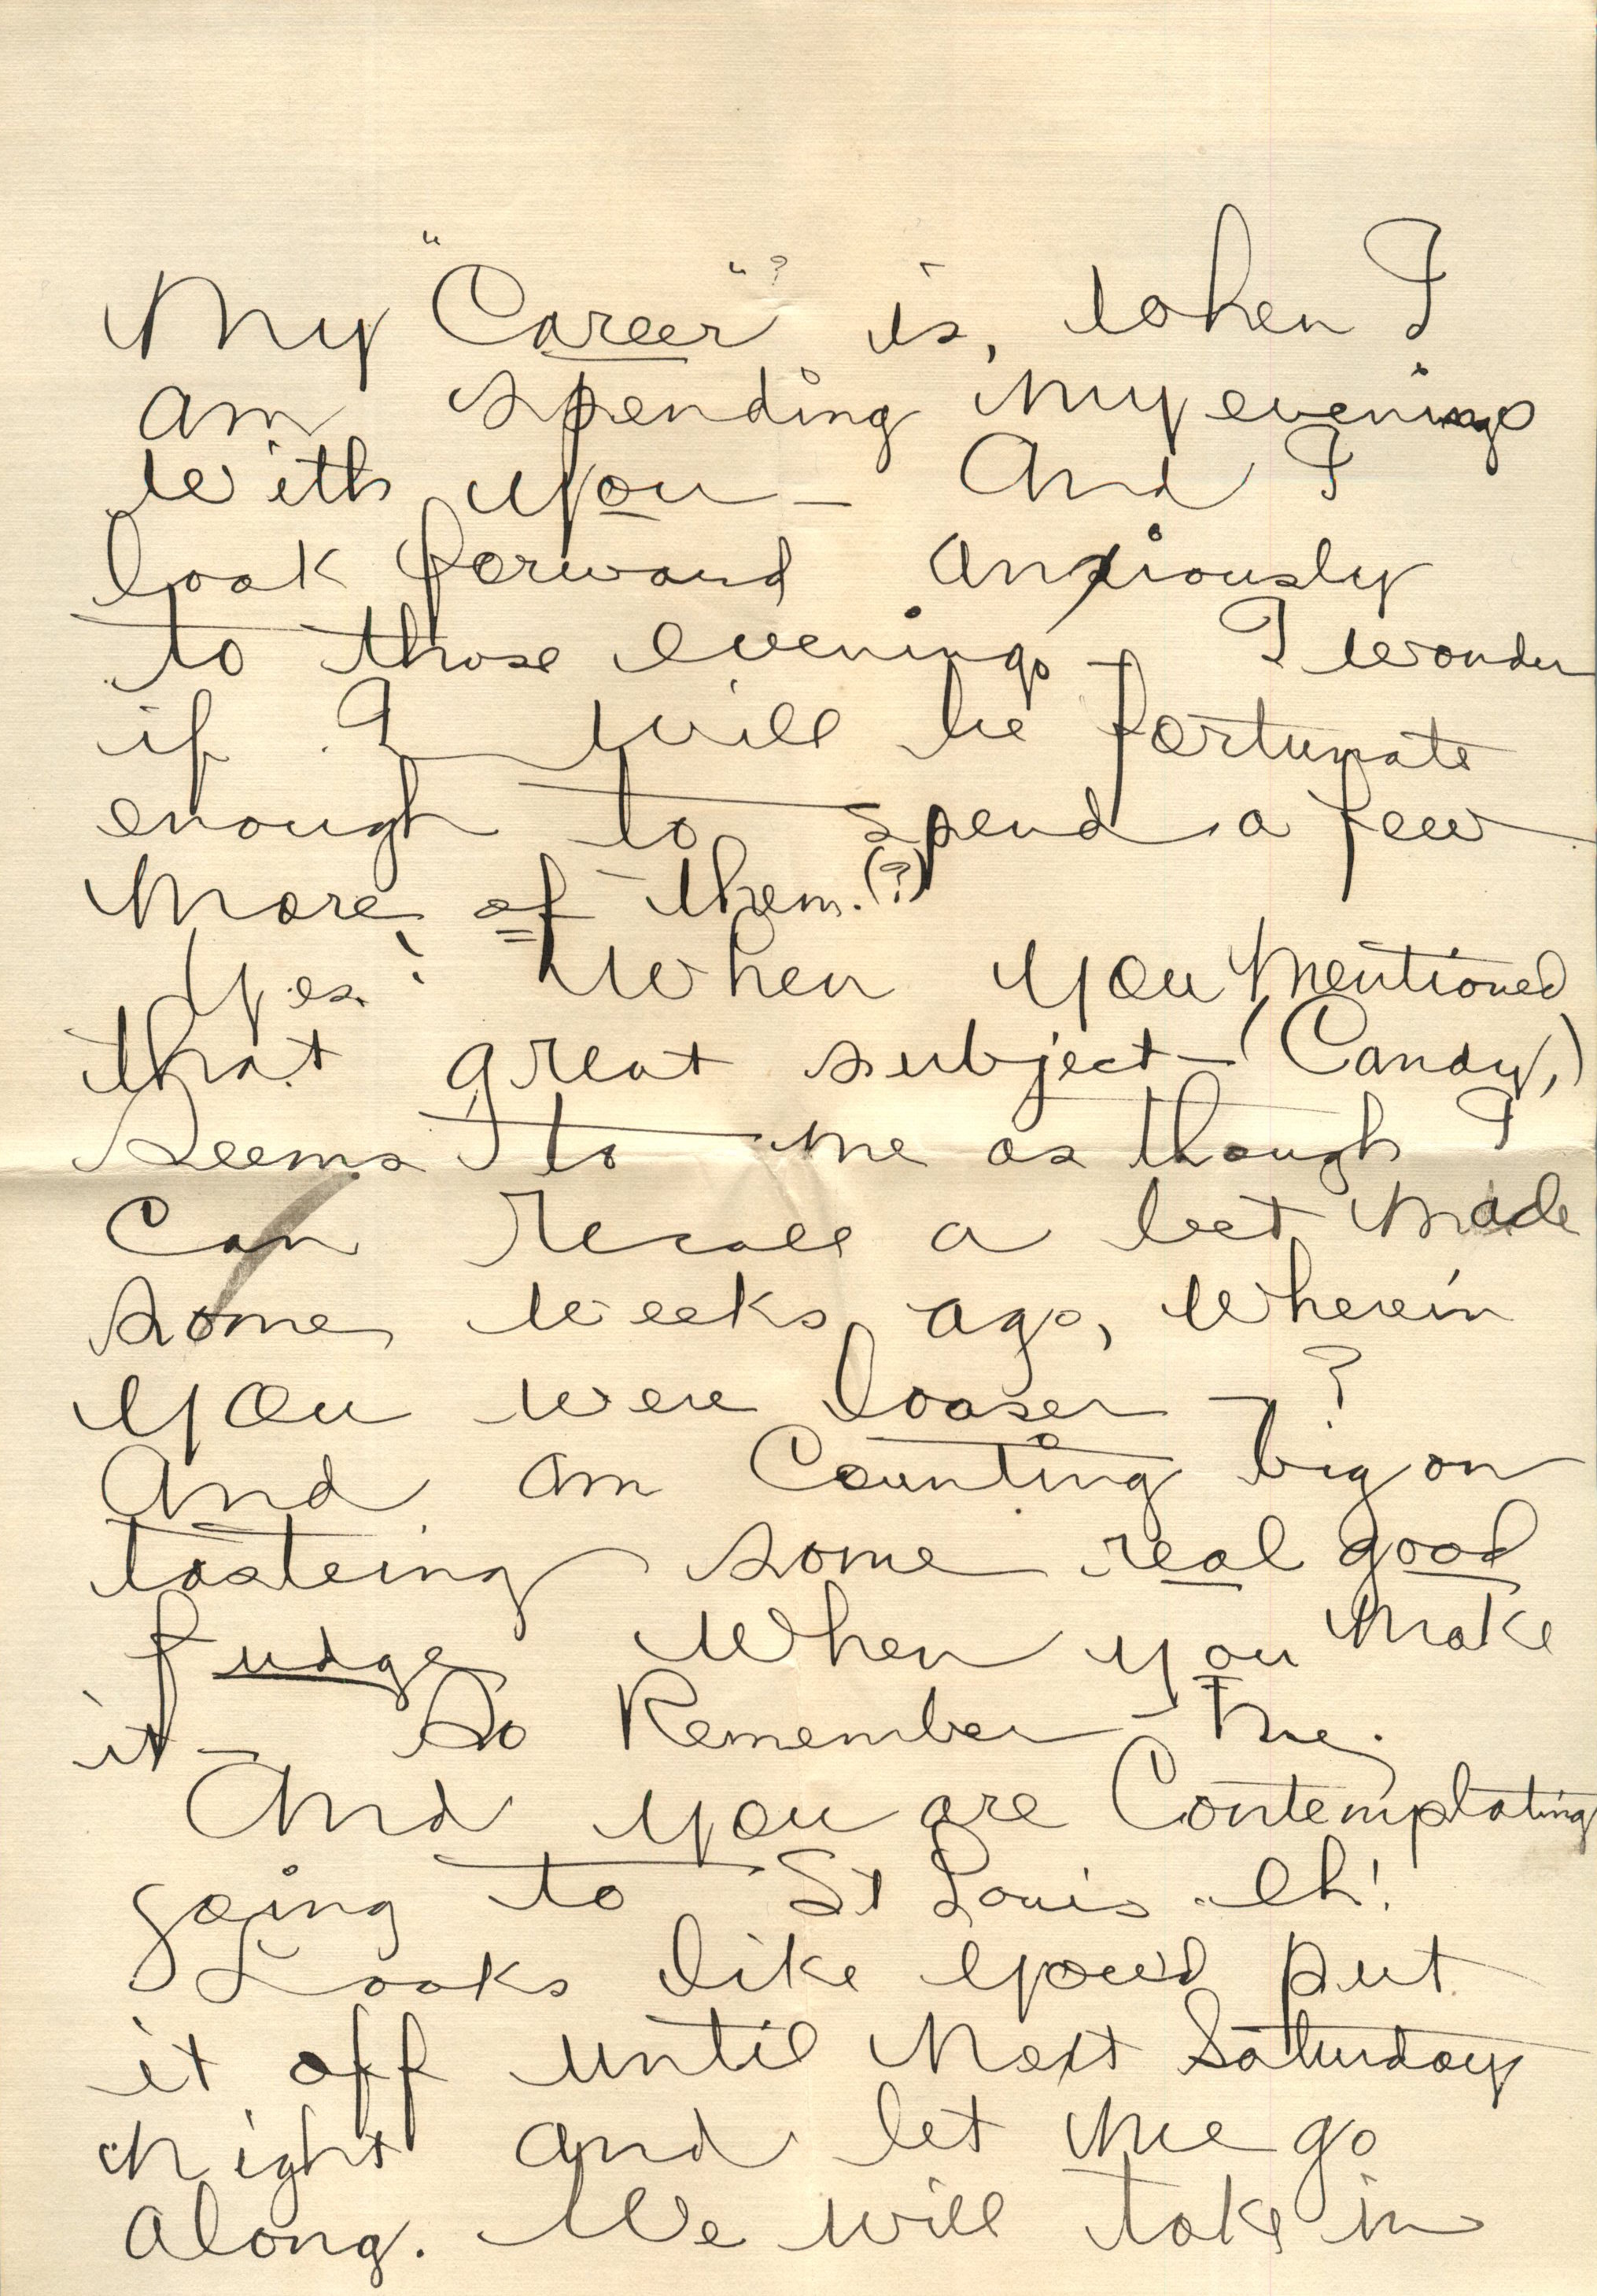 My "Career"? is, when I
am spending my evenings
with you — And I
look forward anxiously
to those evenings — I wonder
if I will be fortunate
enough to spend a few
more of them. (?)
Yes! When you mentioned
that great subject — (Candy,)
Seems to me as though I
Can recall a bet made
some weeks ago, wherein
you were looser — ?
And am Counting big on
tasteing some real good
fudge when you make
it — So Remember me.
And you are Contemplating
going to St Louis. Eh!
Looks like you'd put
it off until Next Saturday
night and let me go
along. We will take in